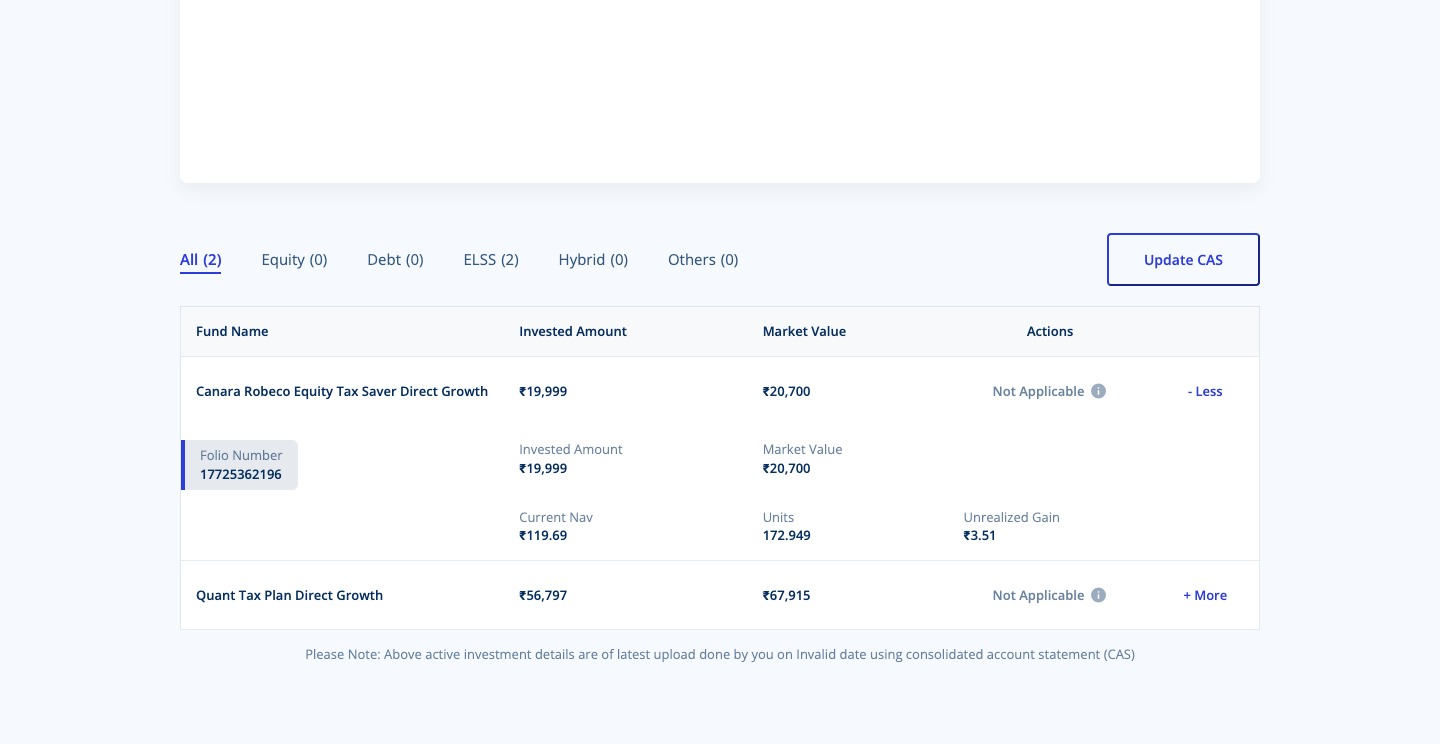 All (2) Equity (0) Debt (0) ELSS (2) Hybrid (0) Others (0) Update CAS
Fund Name Invested Amount Market Value Actions
Canara Robeco Equity Tax Saver Direct Growth ₹19,999 ₹20,700 Not Applicable i - Less
Folio Number Invested Amount Market Value
17725362196 ₹19,999 ₹20,700
Current Nav Units Unrealized Gain
₹119.69 172.949 ₹3.51
Quant Tax Plan Direct Growth ₹56,797 ₹67,915 Not Applicable i + More
Please Note: Above active investment details are of latest upload done by you on Invalid date using consolidated account statement (CAS)